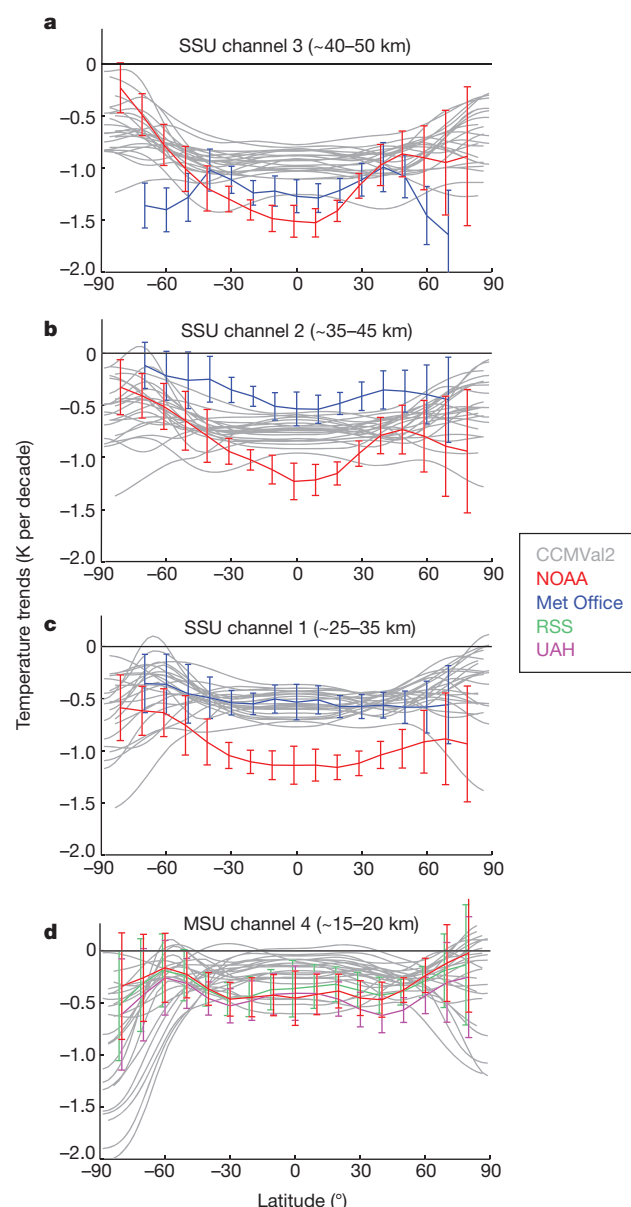 a
SSU channel 3 (~40–50 km)
0
−0.5
−1.0
−1.5
−2.0
−90 −60 −30 0 30 60 90
b
SSU channel 2 (~35–45 km)
0
−0.5
−1.0
−1.5
−2.0
−90 −60 −30 0 30 60 90
c
SSU channel 1 (~25–35 km)
0
−0.5
−1.0
−1.5
−2.0
−90 −60 −30 0 30 60 90
d
MSU channel 4 (~15–20 km)
0
−0.5
−1.0
−1.5
−2.0
−90 −60 −30 0 30 60 90
Latitude (°)
Temperature trends (K per decade)
CCMVal2
NOAA
Met Office
RSS
UAH